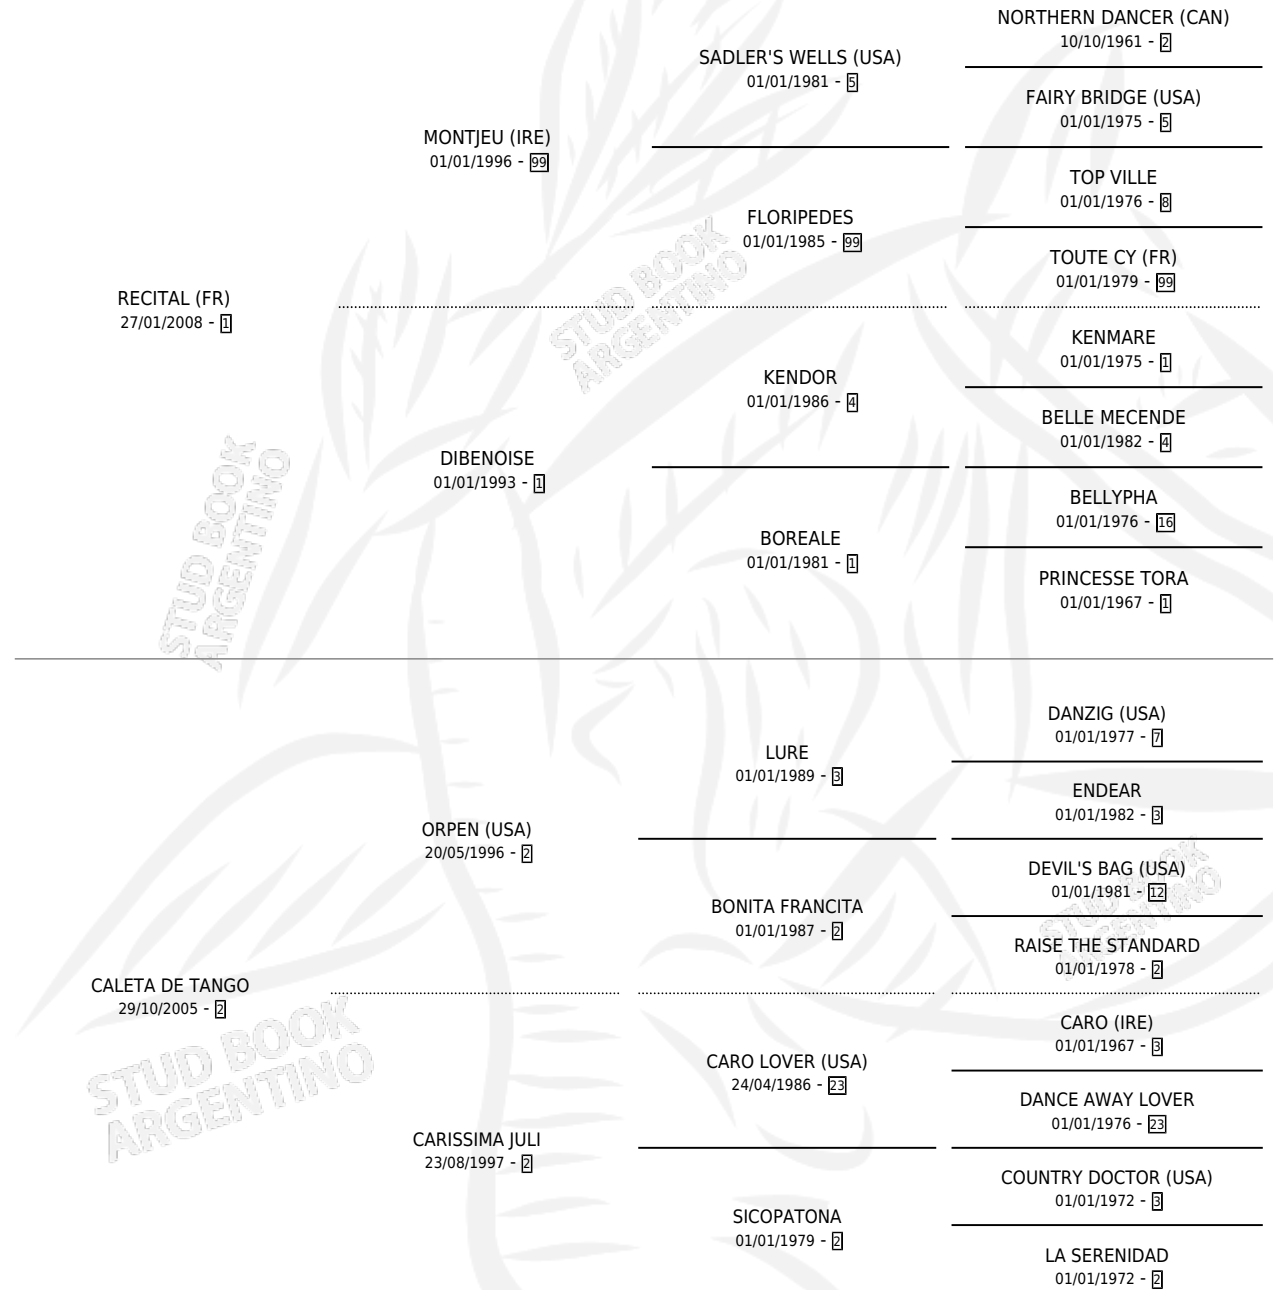 NORTHERN DANCER (CAN)
10/10/1961 - 2
SADLER'S WELLS (USA)
01/01/1981 - 5
FAIRY BRIDGE (USA)
01/01/1975 - 5
MONTJEU (IRE)
01/01/1996 - 99
TOP VILLE
01/01/1976 - 8
FLORIPEDES
01/01/1985 - 99
TOUTE CY (FR)
01/01/1979 - 99
RECITAL (FR)
27/01/2008 - 1
KENMARE
01/01/1975 - 1
KENDOR
01/01/1986 - 4
BELLE MECENDE
01/01/1982 - 4
DIBENOISE
01/01/1993 - 1
BELLYPHA
01/01/1976 - 16
BOREALE
01/01/1981 - 1
PRINCESSE TORA
01/01/1967 - 1
DANZIG (USA)
01/01/1977 - 7
LURE
01/01/1989 - 3
ENDEAR
01/01/1982 - 3
ORPEN (USA)
20/05/1996 - 2
DEVIL'S BAG (USA)
01/01/1981 - 12
BONITA FRANCITA
01/01/1987 - 2
RAISE THE STANDARD
01/01/1978 - 2
CALETA DE TANGO
29/10/2005 - 2
CARO (IRE)
01/01/1967 - 3
CARO LOVER (USA)
24/04/1986 - 23
DANCE AWAY LOVER
01/01/1976 - 23
CARISSIMA JULI
23/08/1997 - 2
COUNTRY DOCTOR (USA)
01/01/1972 - 3
SICOPATONA
01/01/1979 - 2
LA SERENIDAD
01/01/1972 - 2
STUD BOOK
ARGENTINO
STUD BOOK
ARGENTINO
STUD BOOK
ARGENTINO
STUD BOOK
ARGENTINO